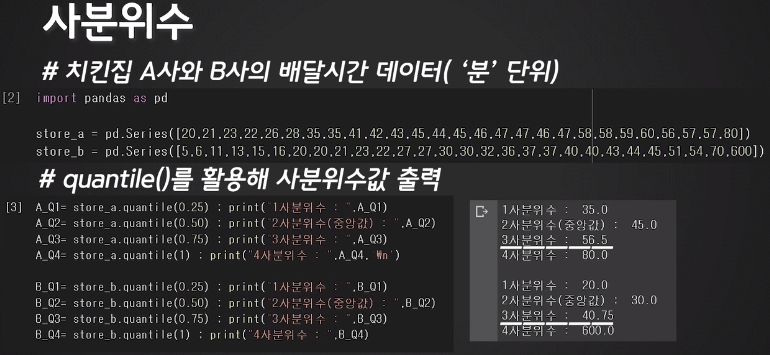 사분위수
# 치킨집 A사와 B사의 배달시간 데이터( ‘분’ 단위)
[2] import pandas as pd
store_a = pd.Series([20,21,23,22,26,28,35,35,41,42,43,45,44,45,46,47,47,46,47,58,58,59,60,56,57,57,80])
store_b = pd.Series([5,6,11,13,15,16,20,20,21,23,22,27,27,30,30,32,36,37,37,40,40,43,44,45,51,54,70,600])
# quantile()를 활용해 사분위수값 출력
[3] A_Q1= store_a.quantile(0.25) ; print("1사분위수 : ",A_Q1)
A_Q2= store_a.quantile(0.50) ; print("2사분위수(중앙값) : ",A_Q2)
A_Q3= store_a.quantile(0.75) ; print("3사분위수 : ",A_Q3)
A_Q4= store_a.quantile(1) ; print("4사분위수 : ",A_Q4, '₩n')
B_Q1= store_b.quantile(0.25) ; print("1사분위수 : ",B_Q1)
B_Q2= store_b.quantile(0.50) ; print("2사분위수(중앙값) : ",B_Q2)
B_Q3= store_b.quantile(0.75) ; print("3사분위수 : ",B_Q3)
B_Q4= store_b.quantile(1) ; print("4사분위수 : ",B_Q4)
1사분위수 : 35.0
2사분위수(중앙값) : 45.0
3사분위수 : 56.5
4사분위수 : 80.0
1사분위수 : 20.0
2사분위수(중앙값) : 30.0
3사분위수 : 40.75
4사분위수 : 600.0